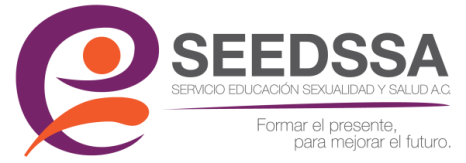 SEEDSSA
SERVICIO EDUCACIÓN SEXUALIDAD Y SALUD A.C.
Formar el presente,
para mejorar el futuro.